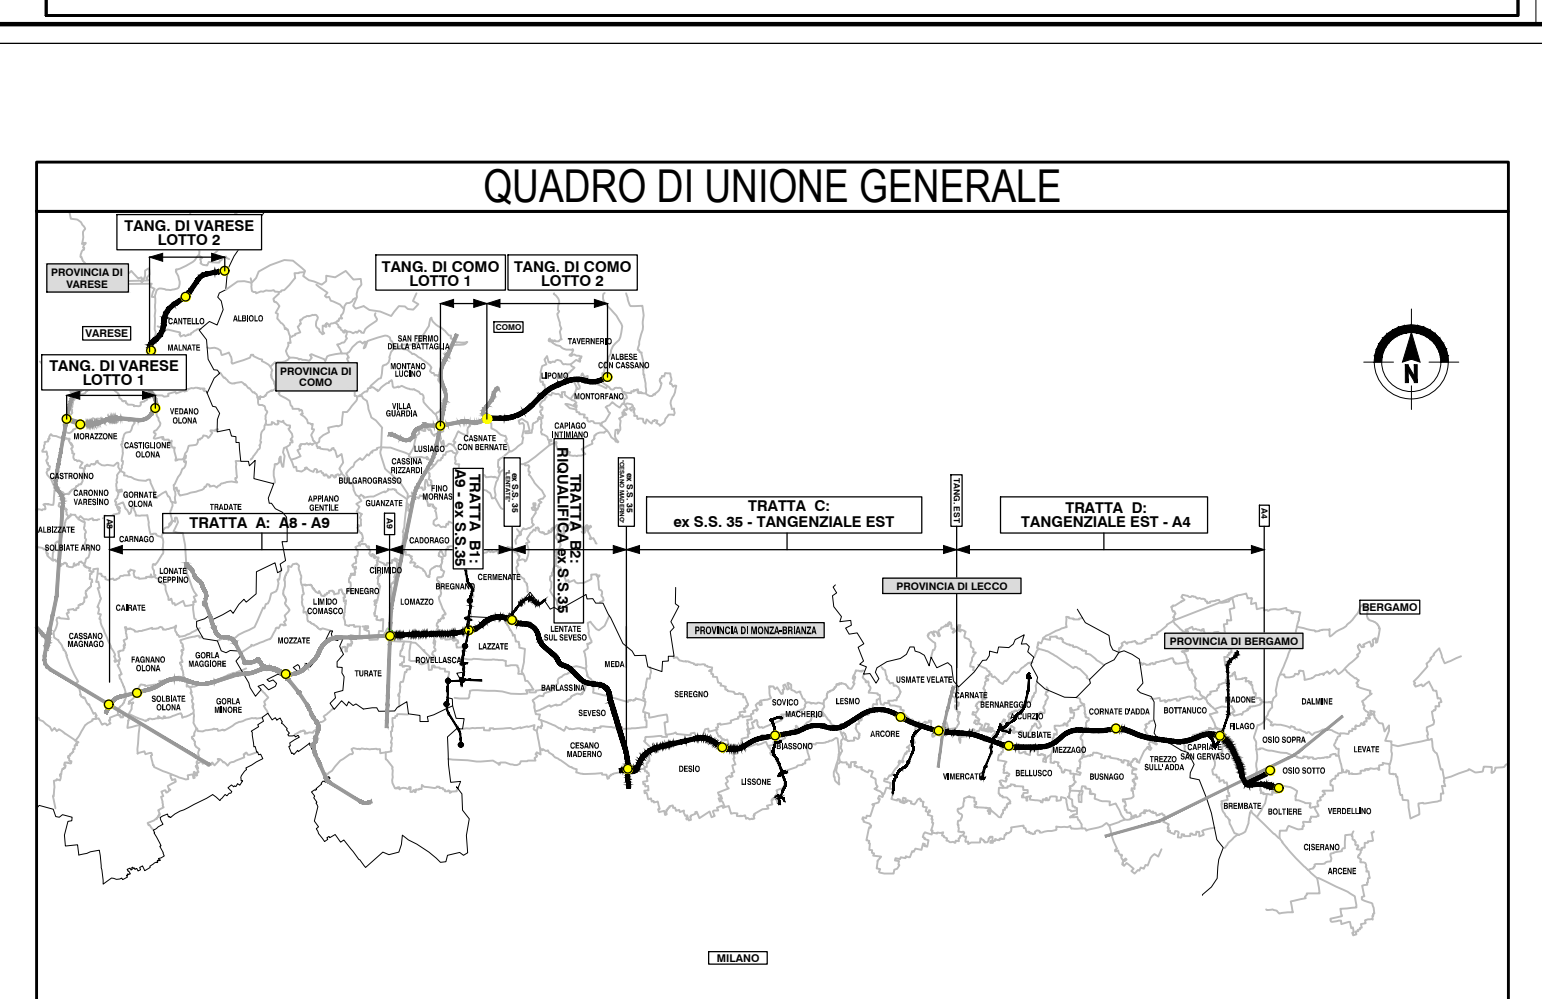 QUADRO DI UNIONE GENERALE
TANG. DI VARESE
LOTTO 2
PROVINCIA DI
VARESE
CANTELLO
ALBIOLO
VARESE
MALNATE
TANG. DI VARESE
LOTTO 1
PROVINCIA DI
COMO
TANG. DI COMO
LOTTO 1
TANG. DI COMO
LOTTO 2
COMO
SAN FERMO
DELLA BATTAGLIA
TAVERNERIO
ALBESE
CON CASSANO
MONTANO
LUCINO
LIPOMO
MONTORFANO
VILLA
GUARDIA
N
VEDANO
OLONA
MORAZZONE
CASTIGLIONE
OLONA
LUSIAGO
CASNATE
CON BERNATE
CAPIAGO
INTIMIANO
CASSINA
RIZZARDI
BULGAROGRASSO
CASTRONNO
CARONNO
VARESINO
GORNATE
OLONA
TRADATE
APPIANO
GENTILE
GUANZATE
FINO
MORNAS
ALBIZZATE
SOLBIATE ARNO
A8
CARNAGO
TRATTA A: A8 - A9
A9
CADORAGO
TRATTA B1:
A9 - ex S.S.35
ex S.S. 35
"LENTATE"
TRATTA B2:
RIQUALIFICA ex S.S.35
ex S.S. 35
"CESANO MADERNO"
TRATTA C:
ex S.S. 35 - TANGENZIALE EST
TANG. EST
TRATTA D:
TANGENZIALE EST - A4
A4
LONATE
CEPPINO
CIRIMIDO
FENEGRO
BREGNANO
CERMENATE
LIMIDO
COMASCO
LOMAZZO
CAIRATE
PROVINCIA DI LECCO
BERGAMO
CASSANO
MAGNAGO
MOZZATE
LENTATE
SUL SEVESO
LAZZATE
PROVINCIA DI MONZA-BRIANZA
PROVINCIA DI BERGAMO
FAGNANO
OLONA
GORLA
MAGGIORE
ROVELLASCA
TURATE
MEDA
SOLBIATE
OLONA
GORLA
MINORE
BARLASSINA
SEVESO
SEREGNO
SOVICO
MACHERIO
LESMO
USMATE VELATE
CARNATE
BERNAREGGIO
AICURZIO
CORNATE D'ADDA
BOTTANUCO
MADONE
DALMINE
FILAGO
CESANO
MADERNO
BIASSONO
ARCORE
SULBIATE
MEZZAGO
CAPRIATE
SAN GERVASO
OSIO SOPRA
LEVATE
DESIO
LISSONE
VIMERCATE
BELLUSCO
BUSNAGO
TREZZO
SULL' ADDA
OSIO SOTTO
BREMBATE
BOLTIERE
VERDELLINO
CISERANO
ARCENE
MILANO